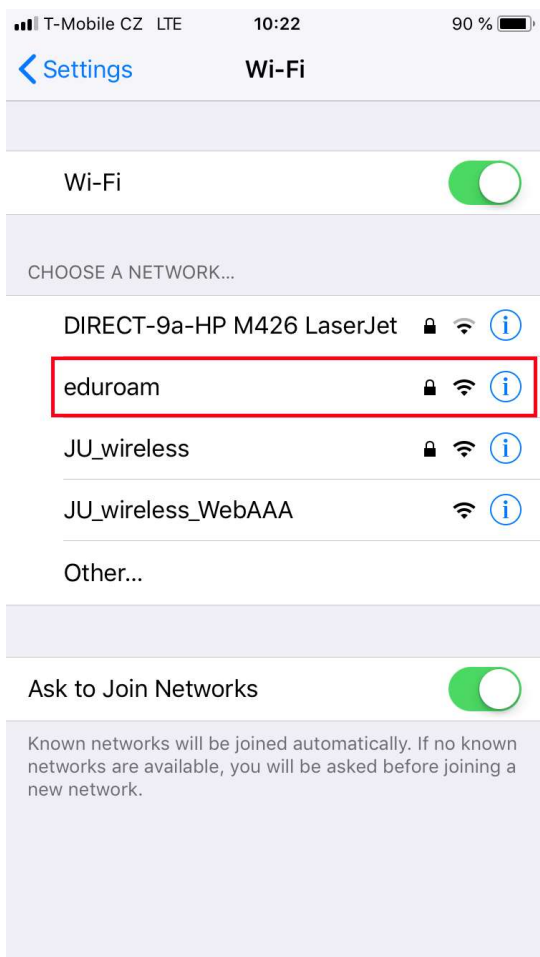 T-Mobile CZ LTE 10:22 90 %
Settings Wi-Fi
Wi-Fi
CHOOSE A NETWORK...
DIRECT-9a-HP M426 LaserJet
eduroam
JU_wireless
JU_wireless_WebAAA
Other...
Ask to Join Networks
Known networks will be joined automatically. If no known
networks are available, you will be asked before joining a
new network.